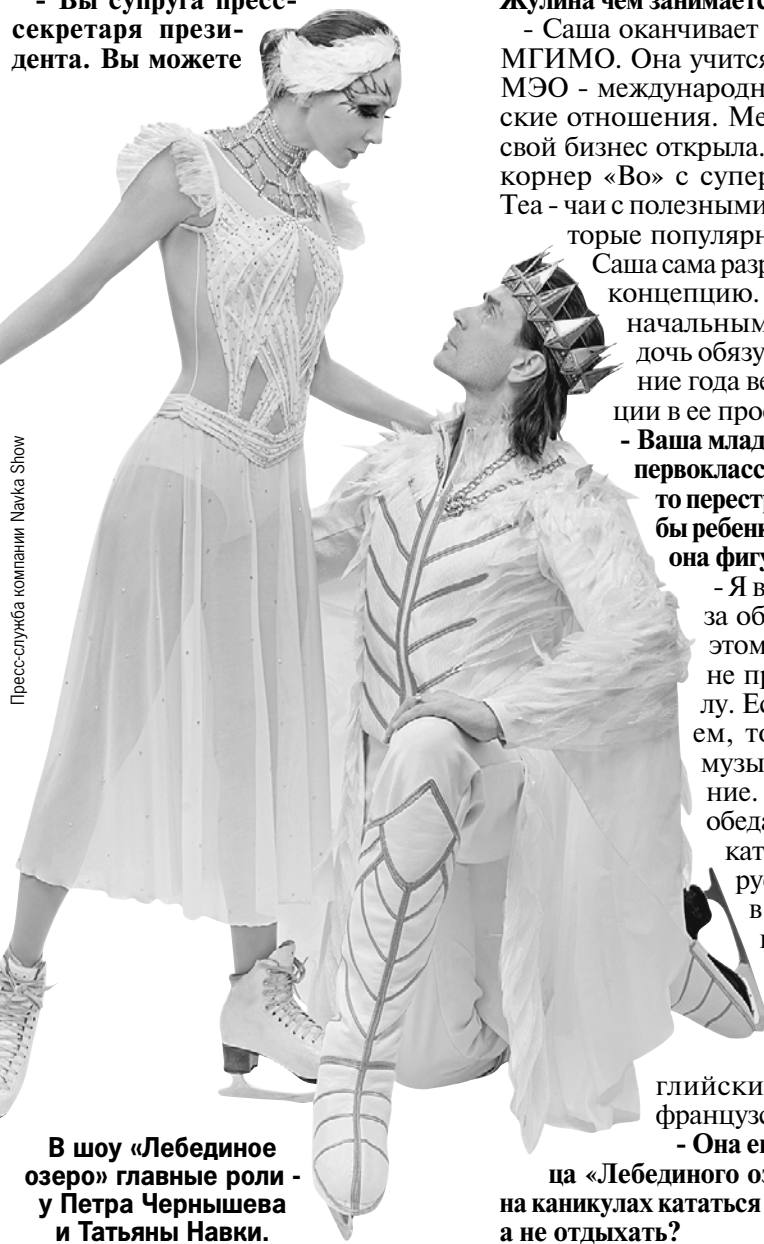 - Вы супруга пресс-
секретаря прези-
дента. Вы можете
Пресс-служба компании Navka Show
В шоу «Лебединое
озеро» главные роли -
у Петра Чернышева
и Татьяны Навки.
Жулина чем занимается
- Саша оканчивает
МГИМО. Она учится
МЭО - международн
ские отношения. Ме
свой бизнес открыла.
корнер «Во» с супер
Tea - чаи с полезными
торые популярн
Саша сама разр
концепцию.
начальным
дочь обязу
ние года ве
ции в ее про
- Ваша млад
первокласс
то перестр
бы ребенк
она фигу
- Я в
за об
этом
не пр
лу. Ес
ем, то
музы
ние.
обеда
кат
ру
в
глийски
французс
- Она е
ца «Лебединого оз
на каникулах кататься
а не отдыхать?